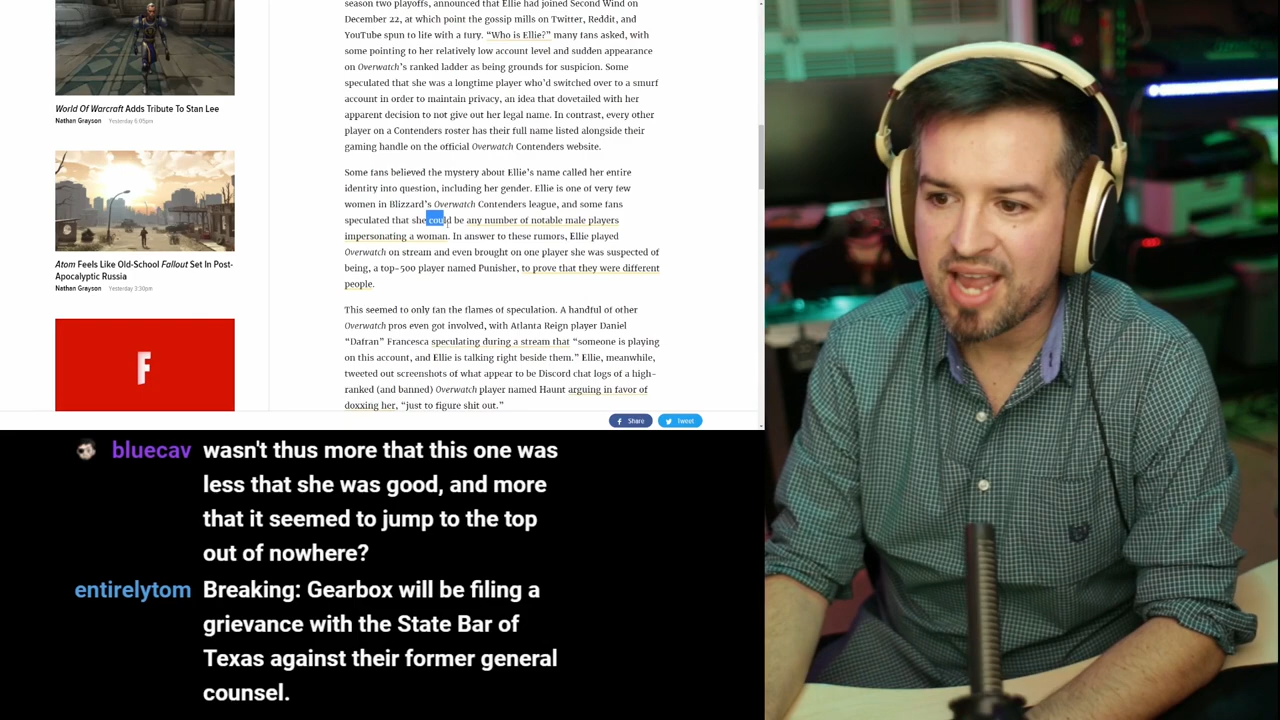 season two playoffs, announced that Ellie had joined Second Wind on
December 22, at which point the gossip mills on Twitter, Reddit, and
YouTube spun to life with a fury. “Who is Ellie?” many fans asked, with
some pointing to her relatively low account level and sudden appearance
on Overwatch’s ranked ladder as being grounds for suspicion. Some
speculated that she was a longtime player who’d switched over to a smurf
account in order to maintain privacy, an idea that dovetailed with her
apparent decision to not give out her legal name. In contrast, every other
player on a Contenders roster has their full name listed alongside their
gaming handle on the official Overwatch Contenders website.
Some fans believed the mystery about Ellie’s name called her entire
identity into question, including her gender. Ellie is one of very few
women in Blizzard’s Overwatch Contenders league, and some fans
speculated that she could be any number of notable male players
impersonating a woman. In answer to these rumors, Ellie played
Overwatch on stream and even brought on one player she was suspected of
being, a top-500 player named Punisher, to prove that they were different
people.
This seemed to only fan the flames of speculation. A handful of other
Overwatch pros even got involved, with Atlanta Reign player Daniel
“Dafran” Francesca speculating during a stream that “someone is playing
on this account, and Ellie is talking right beside them.” Ellie, meanwhile,
tweeted out screenshots of what appear to be Discord chat logs of a high-
ranked (and banned) Overwatch player named Haunt arguing in favor of
doxxing her, “just to figure shit out.”
World Of Warcraft Adds Tribute To Stan Lee
Nathan Grayson Yesterday 6:05pm
Atom Feels Like Old-School Fallout Set In Post-
Apocalyptic Russia
Nathan Grayson Yesterday 3:30pm
F
Share
Tweet
bluecav wasn't thus more that this one was
less that she was good, and more
that it seemed to jump to the top
out of nowhere?
entirelytom Breaking: Gearbox will be filing a
grievance with the State Bar of
Texas against their former general
counsel.